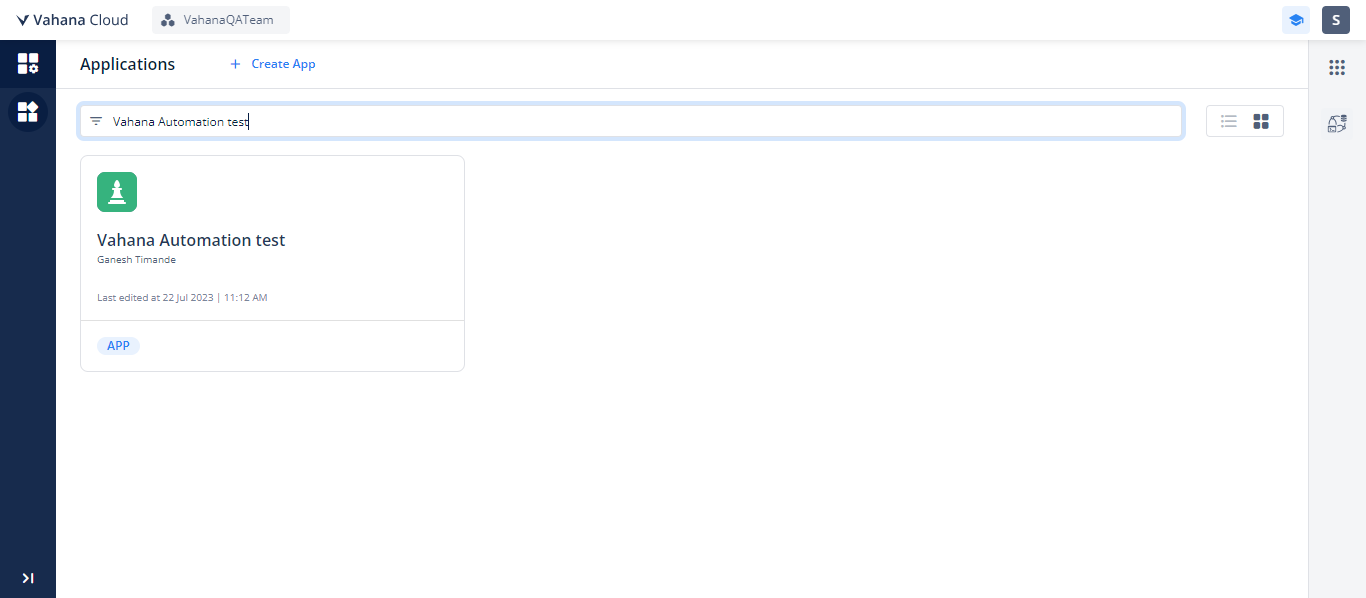 Vahana Cloud
VahanaQATeam
S
Applications
+ Create App
Vahana Automation test
Vahana Automation test
Ganesh Timande
Last edited at 22 Jul 2023 | 11:12 AM
APP